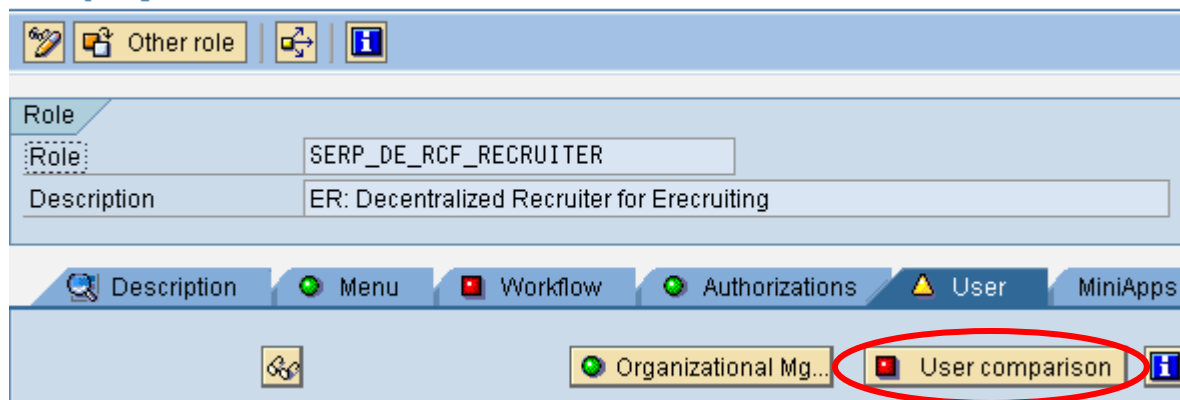 Other role
Role
Role SERP_DE_RCF_RECRUITER
Description ER: Decentralized Recruiter for Erecruiting
Description Menu Workflow Authorizations User MiniApps
Organizational Mg... User comparison